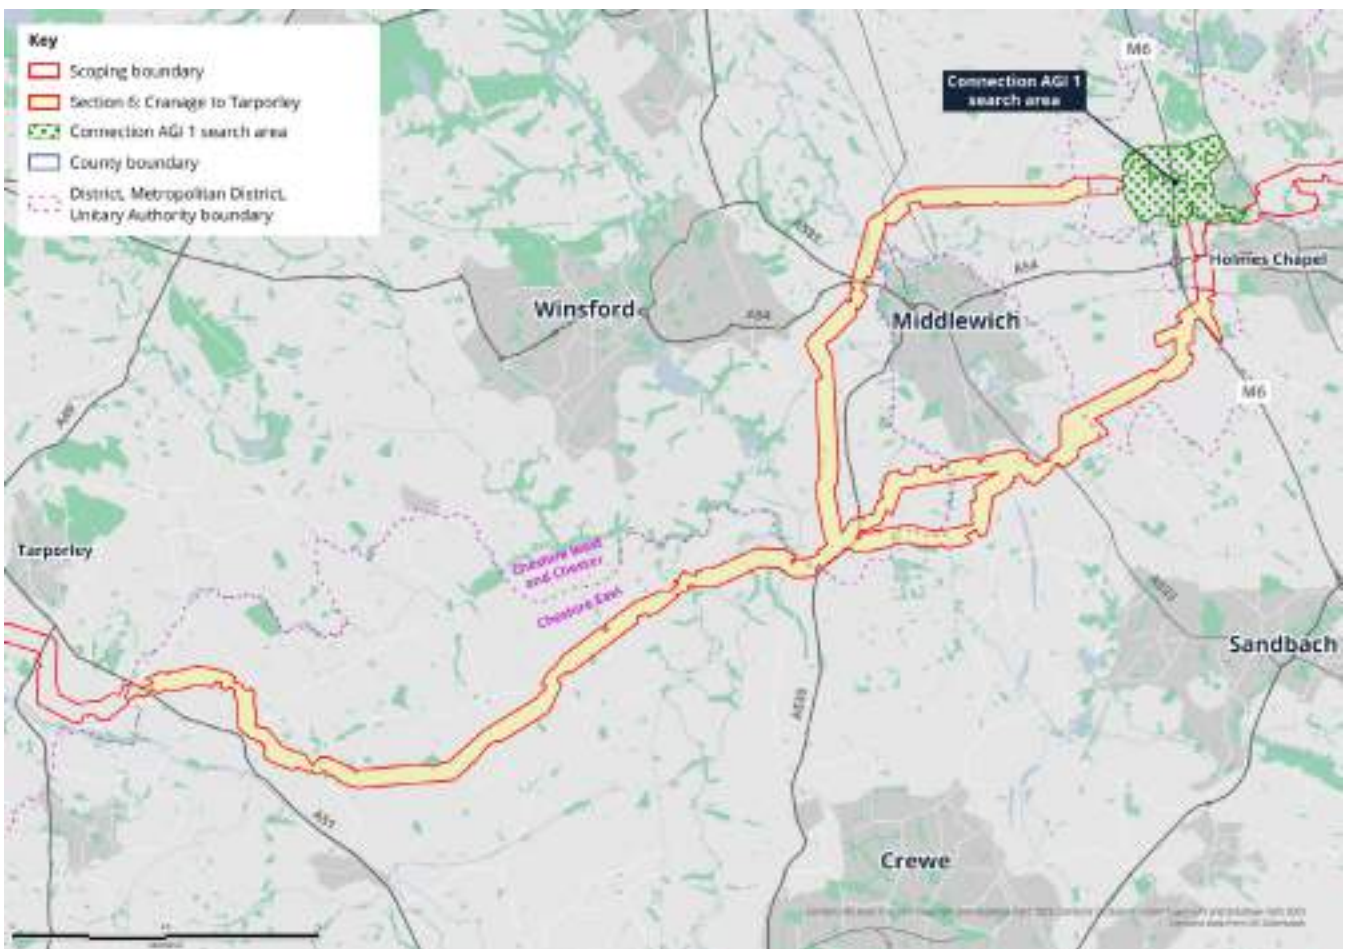 Key
Scoping boundary
Section 6: Cranage to Tarporley
Connection AGI 1 search area
County boundary
District, Metropolitan District,
Unitary Authority boundary
M6
Connection AGI 1
search area
Holmes Chapel
A54
Winsford
A54
Middlewich
M6
Tarporley
Cheshire West
and Chester
Cheshire East
Sandbach
A51
Crewe